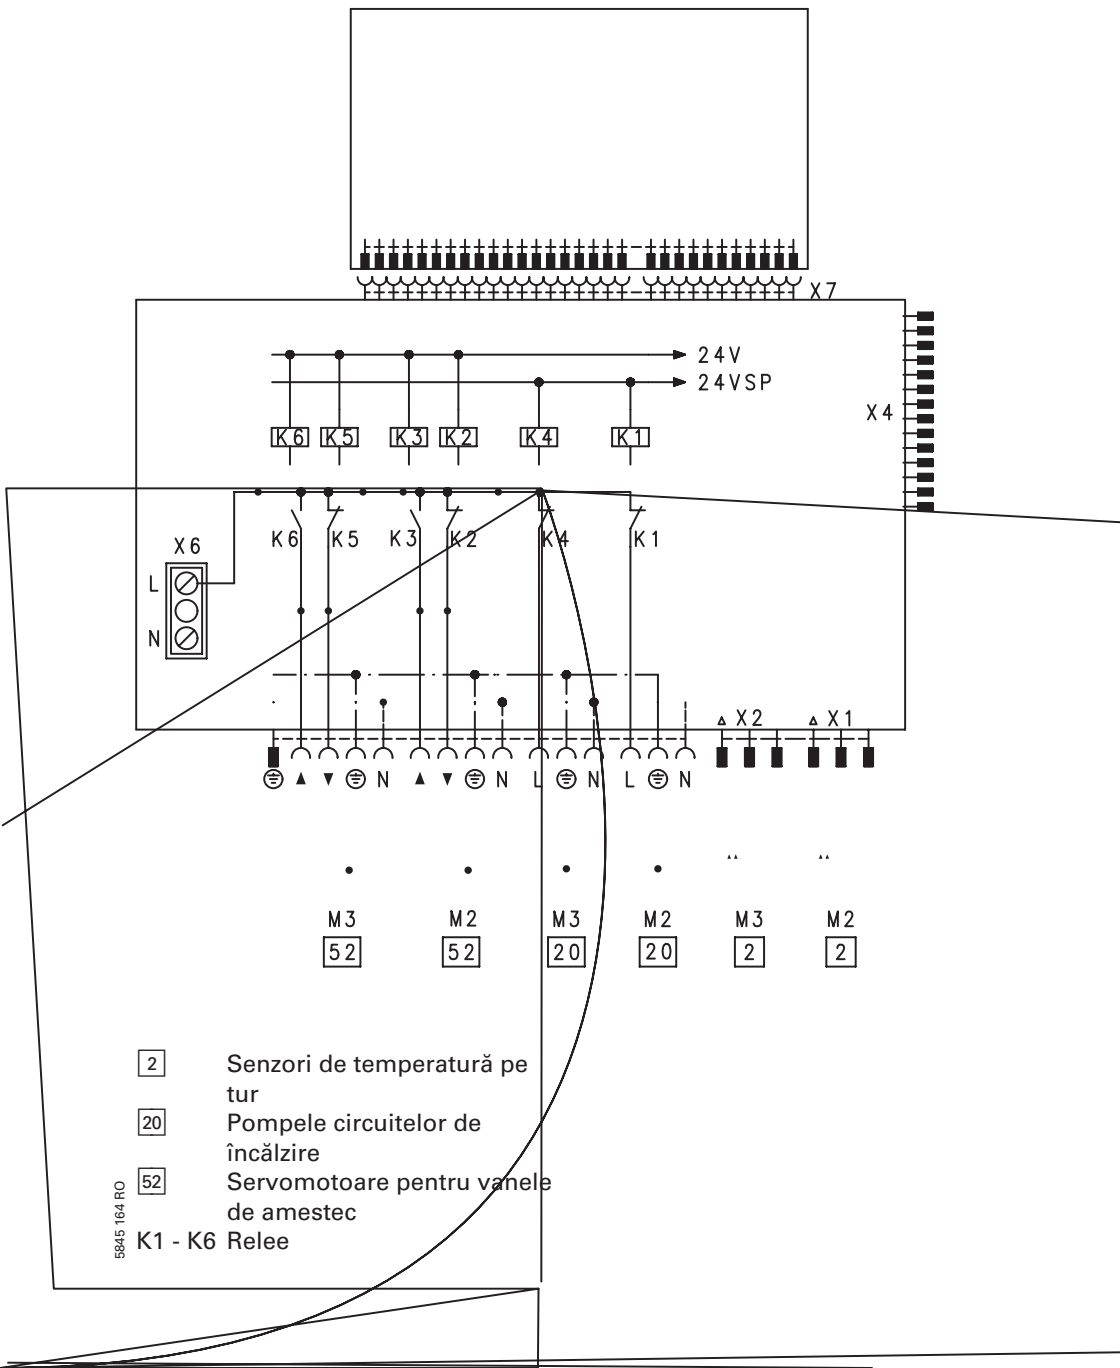 X7
24V
24VSP
X4
K6 K5 K3 K2 K4 K1
K6 K5 K3 K2 K4 K1
X6
L
N
X2 X1
▲ ▼ N ▲ ▼ N L N L N
M3 M2 M3 M2 M3 M2
52 52 20 20 2 2
2 Senzori de temperatură pe
tur
20 Pompele circuitelor de
încălzire
52 Servomotoare pentru vanele
de amestec
K1 - K6 Relee
5845 164 RO